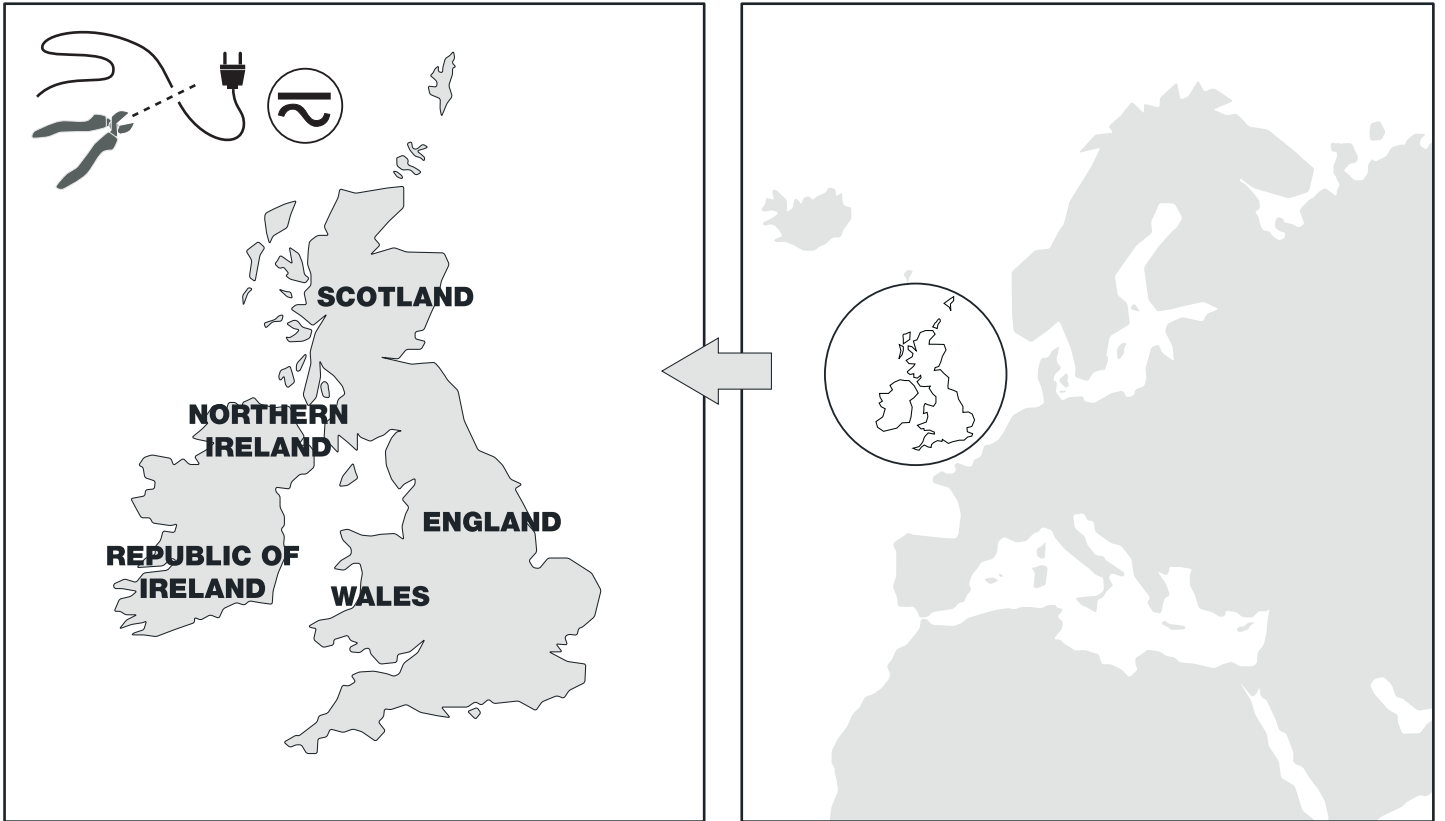 SCOTLAND
NORTHERN
IRELAND
ENGLAND
REPUBLIC OF
IRELAND
WALES